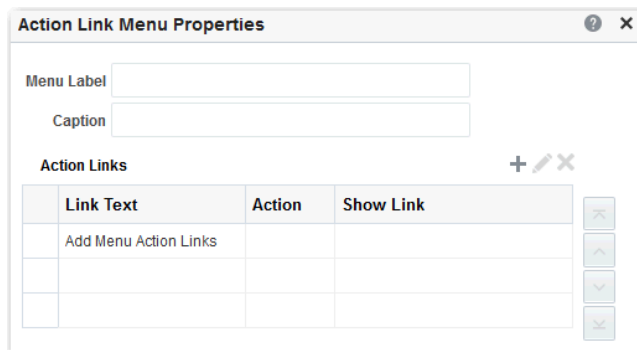 Action Link Menu Properties
Menu Label
Caption
Action Links
Link Text Action Show Link
Add Menu Action Links